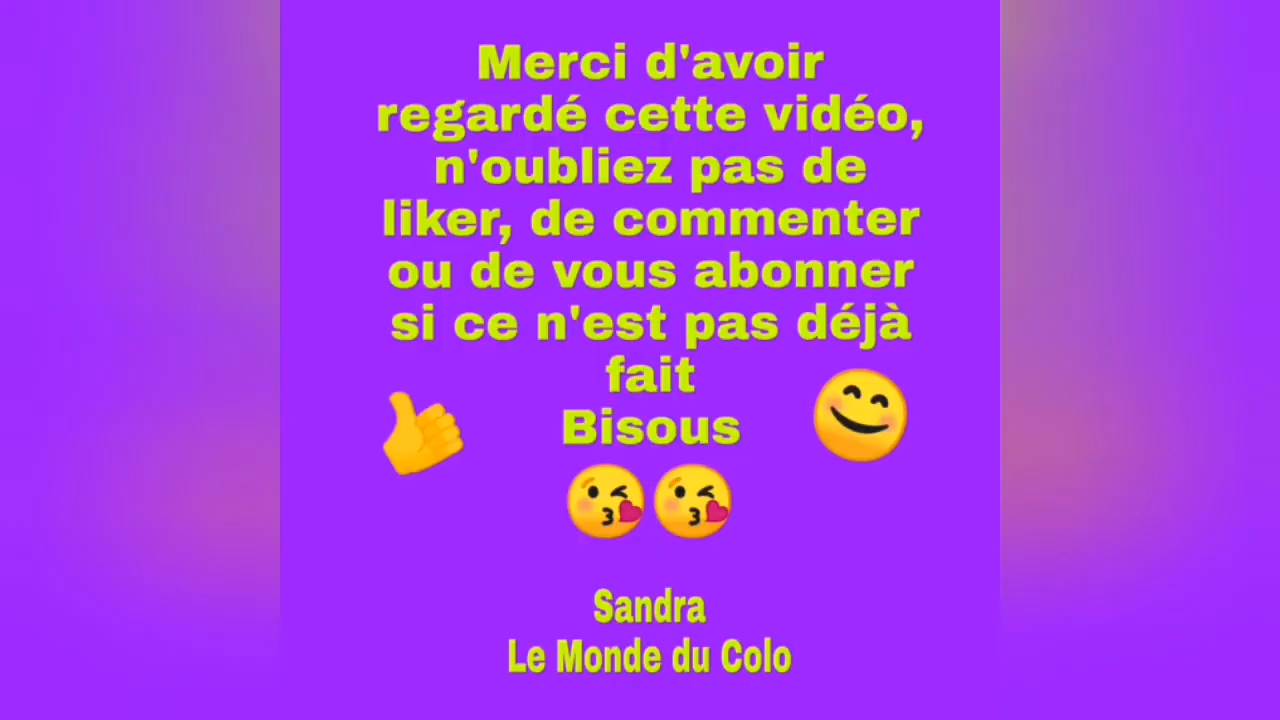 Merci d'avoir
regardé cette vidéo,
n'oubliez pas de
liker, de commenter
ou de vous abonner
si ce n'est pas déjà
fait
Bisous
Sandra
Le Monde du Colo